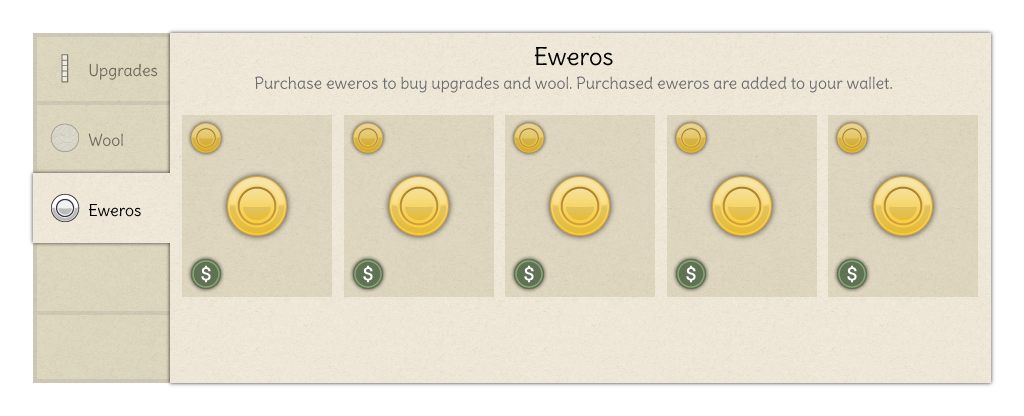 Upgrades
Wool
Eweros
Eweros
Purchase eweros to buy upgrades and wool. Purchased eweros are added to your wallet.
$
$
$
$
$